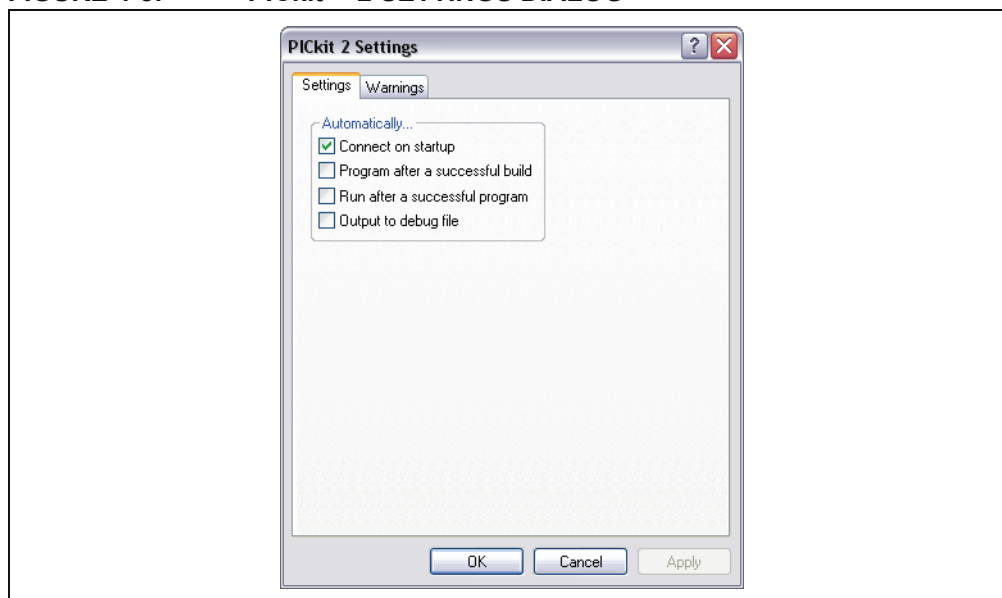 PICkit 2 Settings
Settings Warnings
Automatically...
Connect on startup
Program after a successful build
Run after a successful program
Output to debug file
OK Cancel Apply